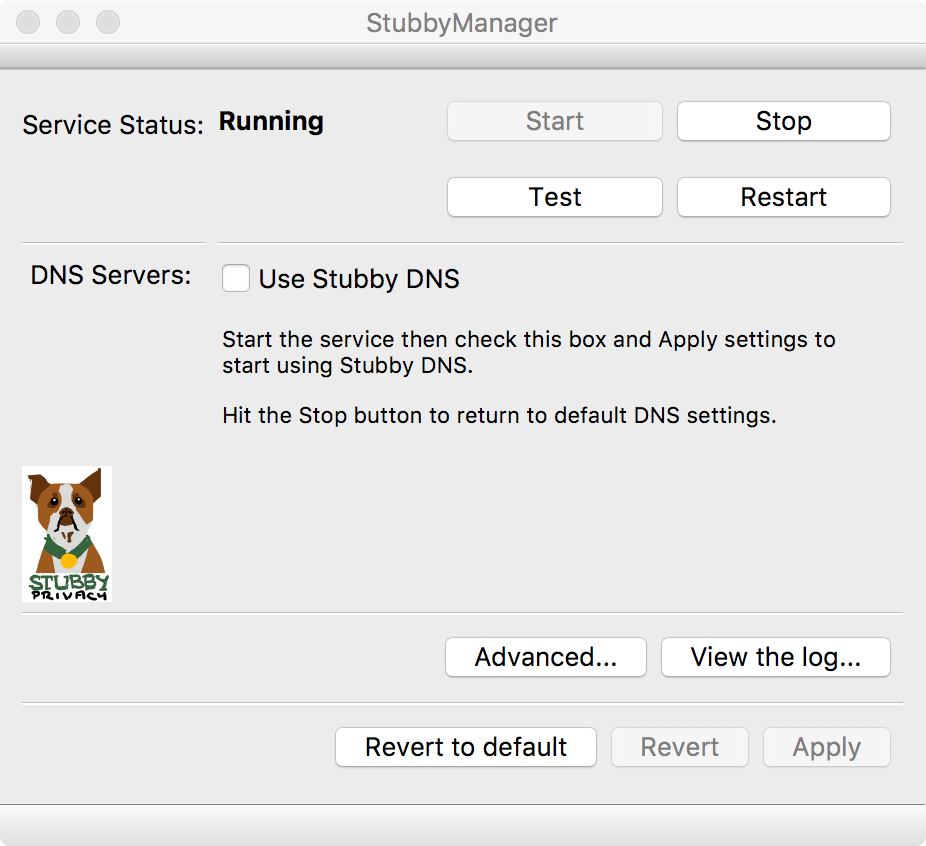 StubbyManager
Service Status: Running Start Stop
Test Restart
DNS Servers: Use Stubby DNS
Start the service then check this box and Apply settings to
start using Stubby DNS.
Hit the Stop button to return to default DNS settings.
STUBBY
PRIVACY
Advanced... View the log...
Revert to default Revert Apply